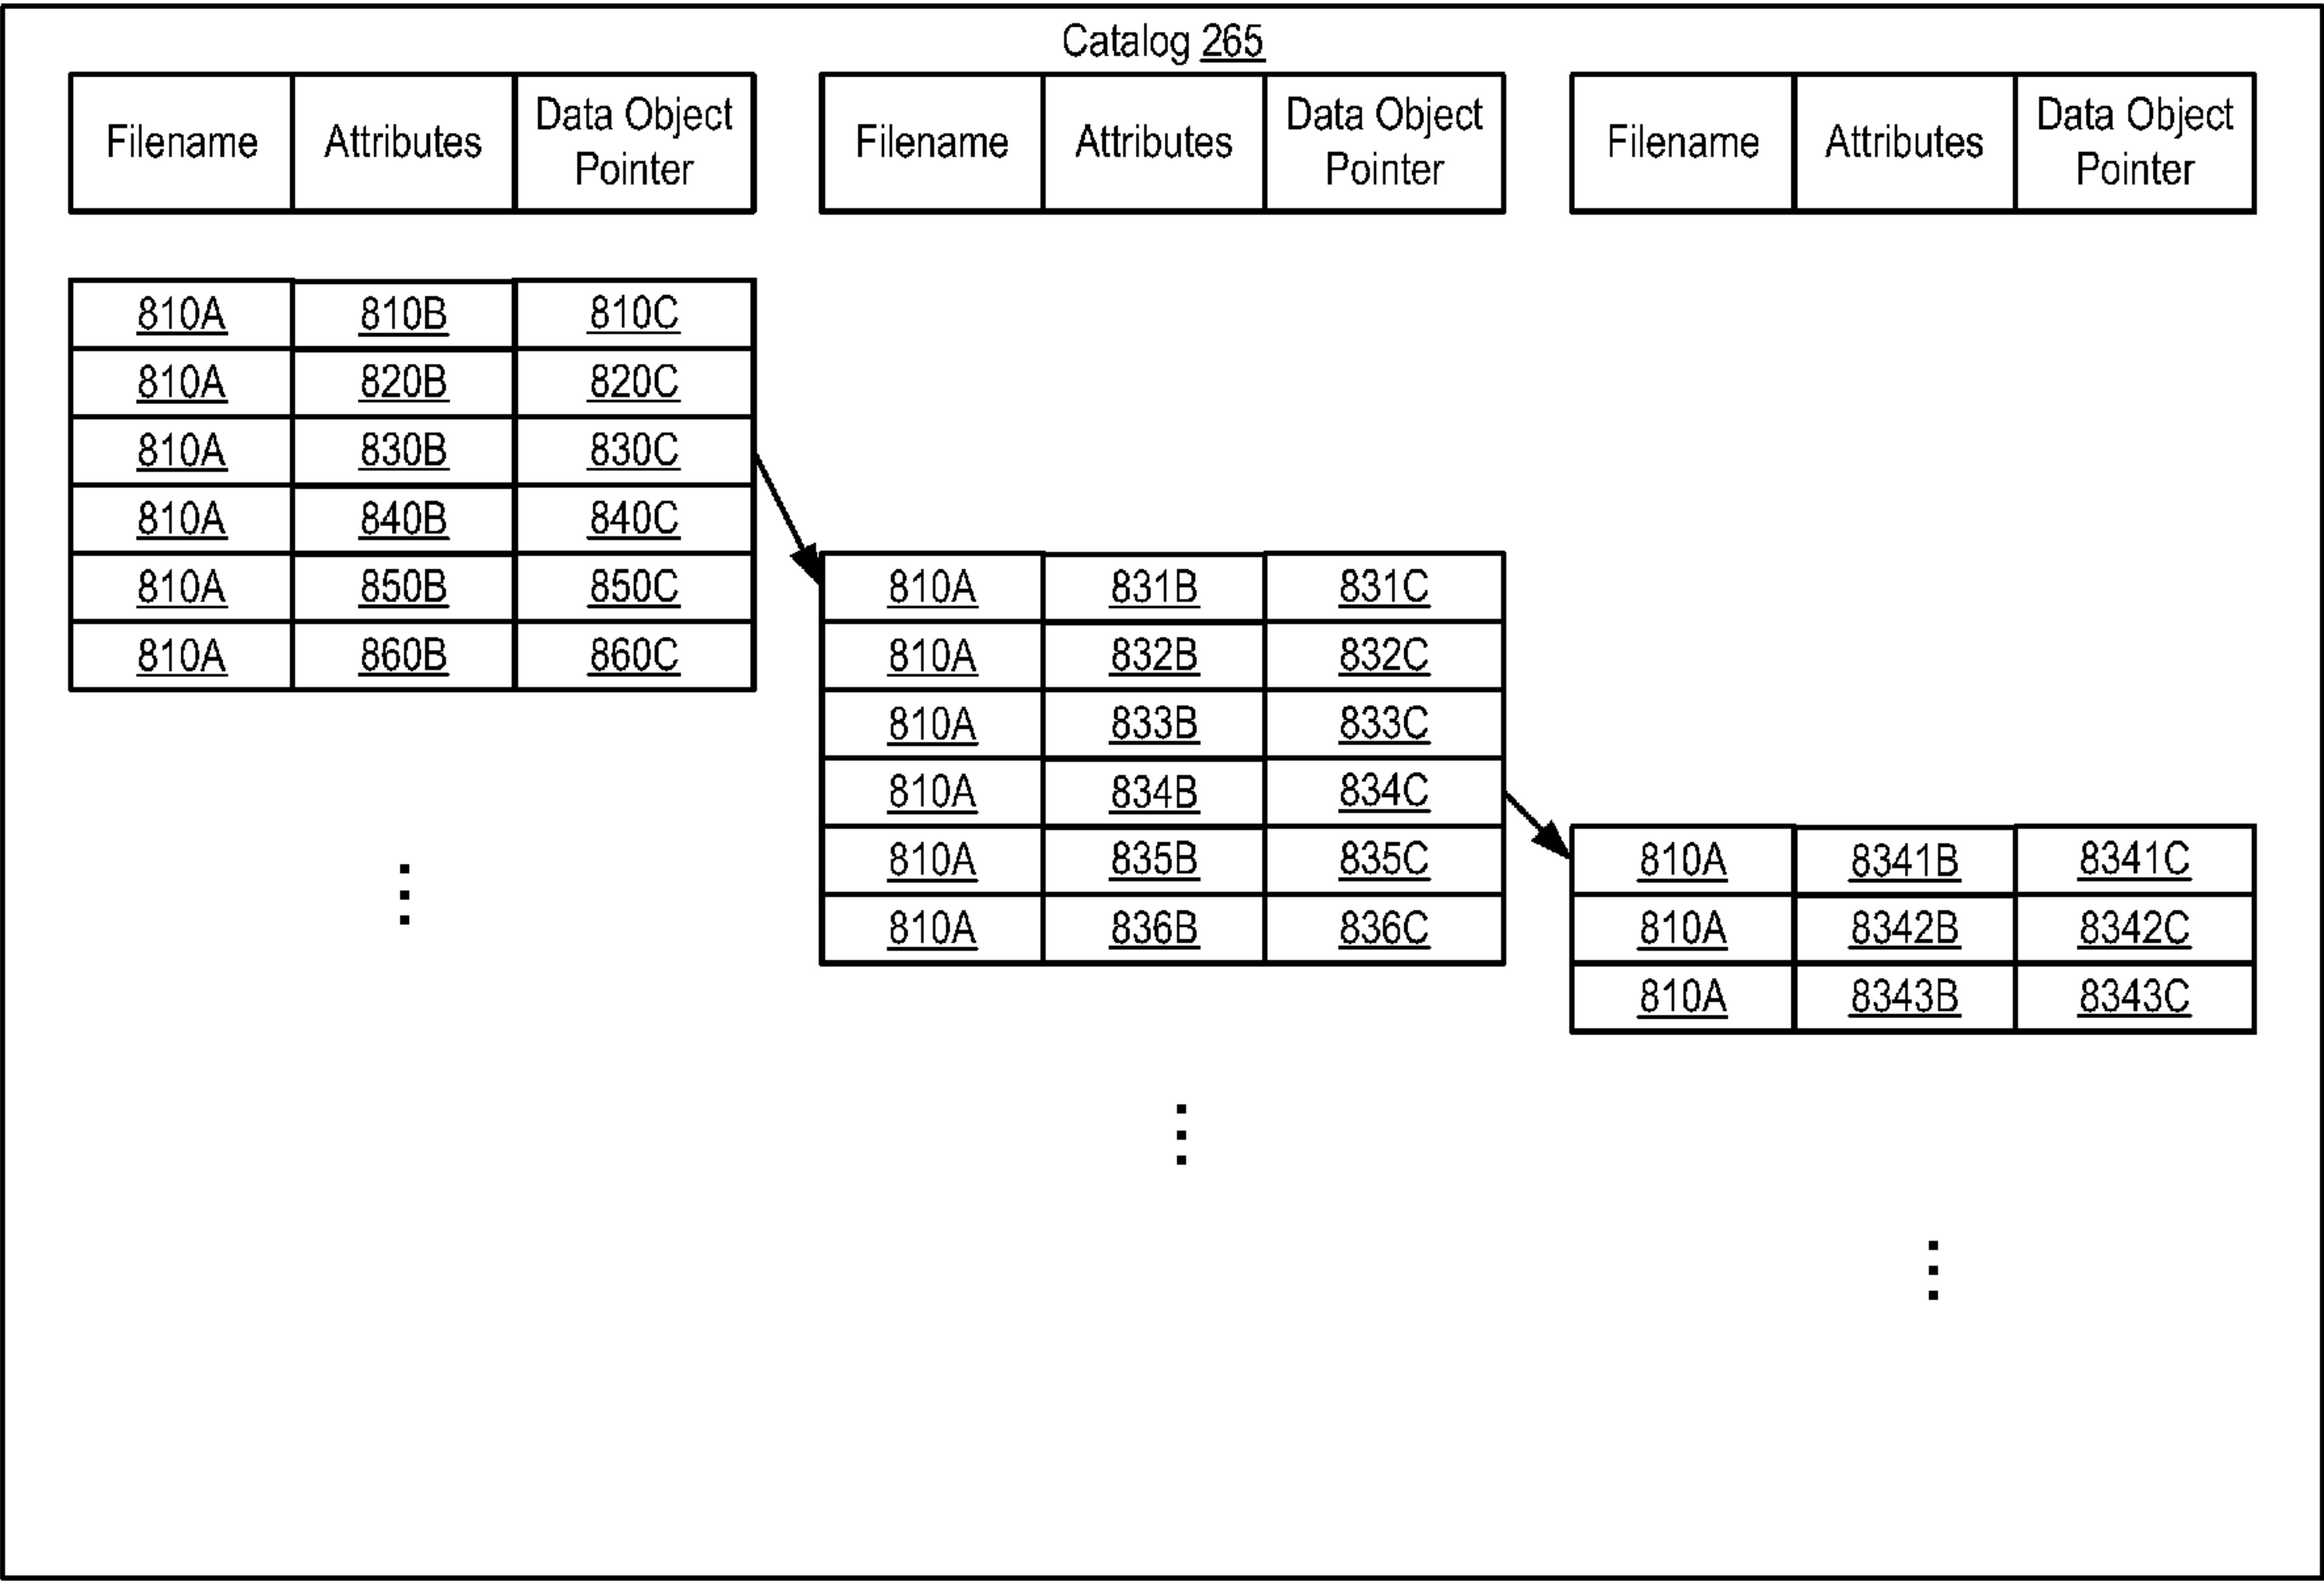 Catalog 265
Filename Attributes Data Object Pointer Filename Attributes Data Object Pointer Filename Attributes Data Object Pointer
810A 810B 810C
810A 820B 820C
810A 830B 830C
810A 840B 840C
810A 850B 850C
810A 860B 860C
810A 831B 831C
810A 832B 832C
810A 833B 833C
810A 834B 834C
810A 835B 835C
810A 836B 836C
810A 8341B 8341C
810A 8342B 8342C
810A 8343B 8343C